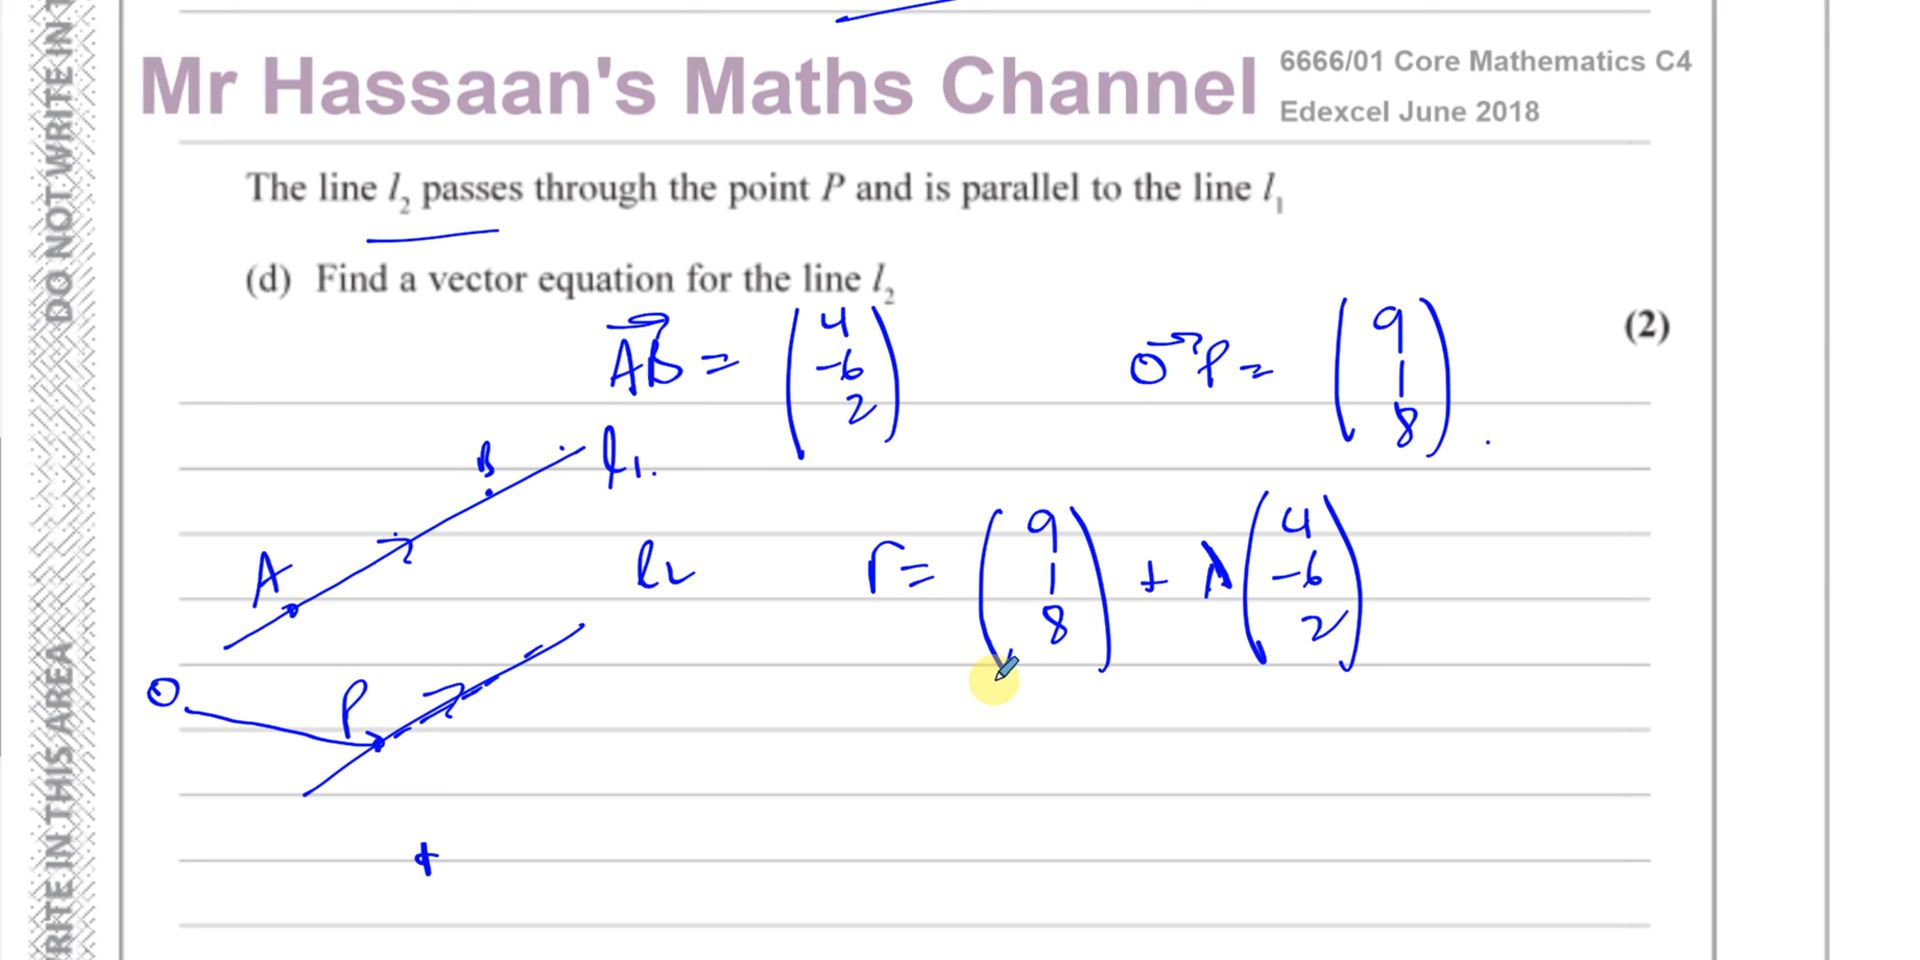 Mr Hassaan's Maths Channel
6666/01 Core Mathematics C4
Edexcel June 2018
DO NOT WRITE IN T
The line l₂ passes through the point P and is parallel to the line l₁
(d) Find a vector equation for the line l₂
(2)
AB = (4 -6 2)
OP = (9 1 8).
B
l1.
A
l2
r = (9 1 8) + λ(4 -6 2)
O
P
RITE IN THIS AREA
+